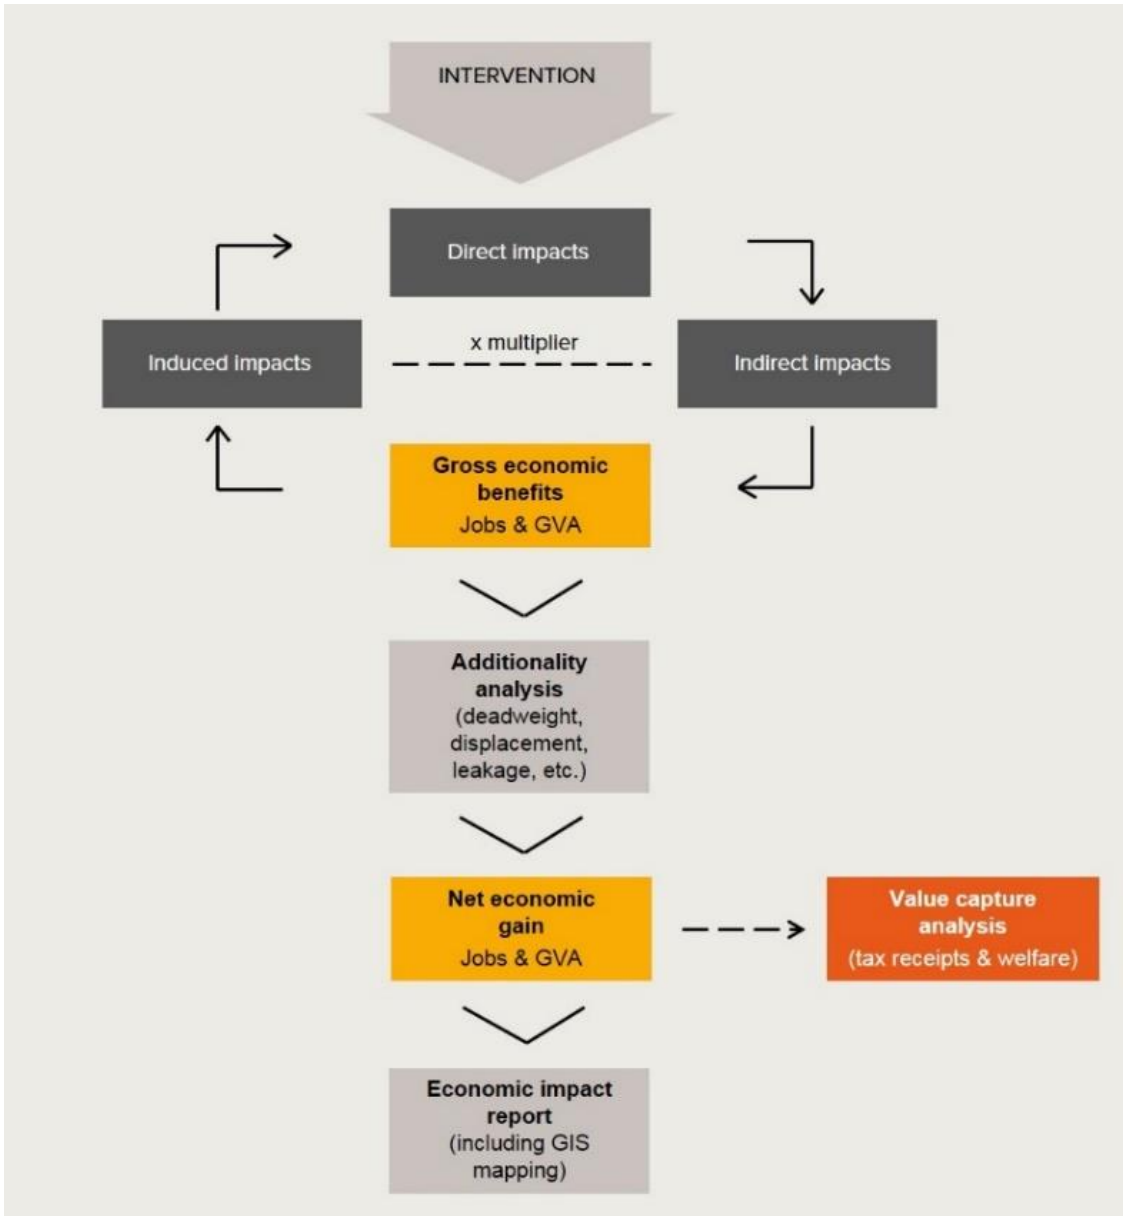 INTERVENTION
Direct impacts
x multiplier
Induced impacts
Indirect impacts
Gross economic
benefits
Jobs & GVA
Additionality
analysis
(deadweight,
displacement,
leakage, etc.)
Net economic
gain
Jobs & GVA
Value capture
analysis
(tax receipts & welfare)
Economic impact
report
(including GIS
mapping)